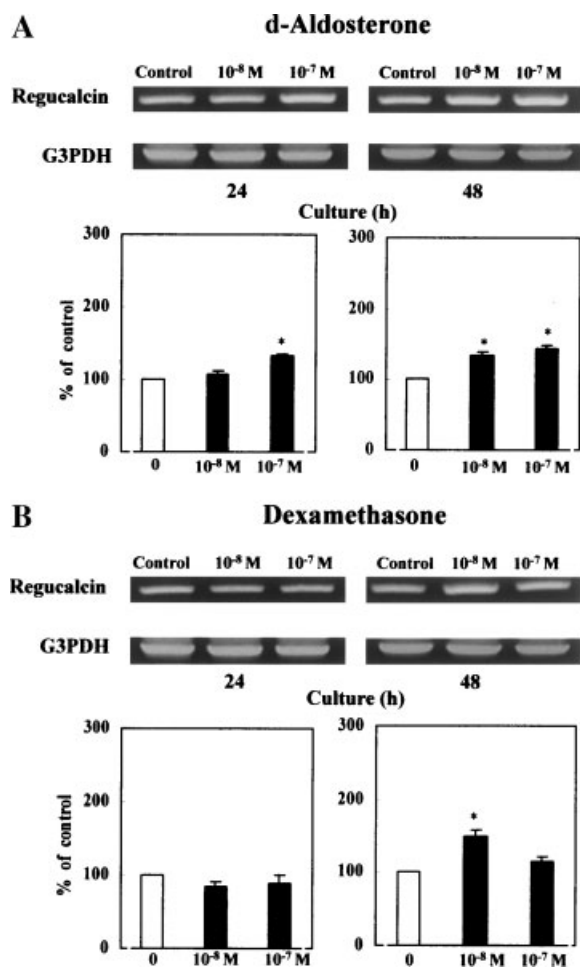 A
d-Aldosterone
Control 10⁻⁸ M 10⁻⁷ M Control 10⁻⁸ M 10⁻⁷ M
Regucalcin
G3PDH
24 48
Culture (h)
300 300
200 200
100 100
0 0
% of control
* * *
0 10⁻⁸ M 10⁻⁷ M 0 10⁻⁸ M 10⁻⁷ M
B
Dexamethasone
Control 10⁻⁸ M 10⁻⁷ M Control 10⁻⁸ M 10⁻⁷ M
Regucalcin
G3PDH
24 48
Culture (h)
300 300
200 200
100 100
0 0
% of control
*
0 10⁻⁸ M 10⁻⁷ M 0 10⁻⁸ M 10⁻⁷ M